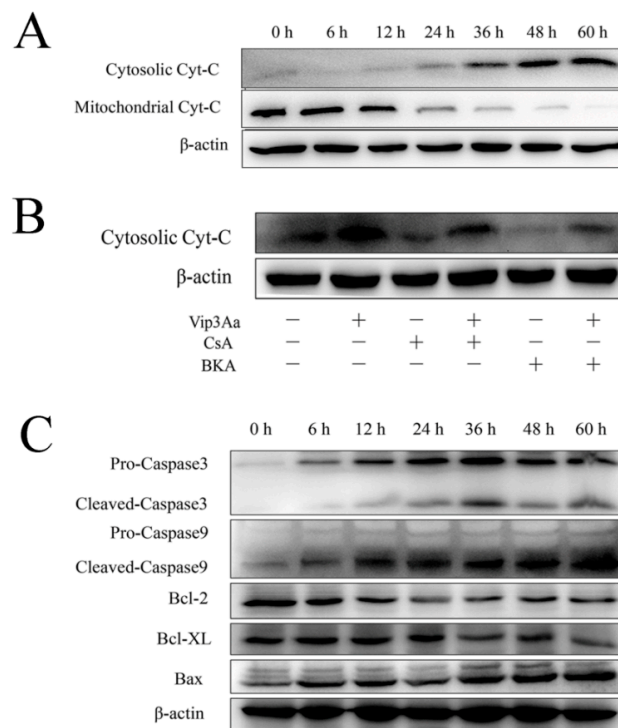 A
0 h 6 h 12 h 24 h 36 h 48 h 60 h
Cytosolic Cyt-C
Mitochondrial Cyt-C
β-actin
B
Cytosolic Cyt-C
β-actin
Vip3Aa − + − + − +
CsA − − + + − −
BKA − − − − + +
C
0 h 6 h 12 h 24 h 36 h 48 h 60 h
Pro-Caspase3
Cleaved-Caspase3
Pro-Caspase9
Cleaved-Caspase9
Bcl-2
Bcl-XL
Bax
β-actin